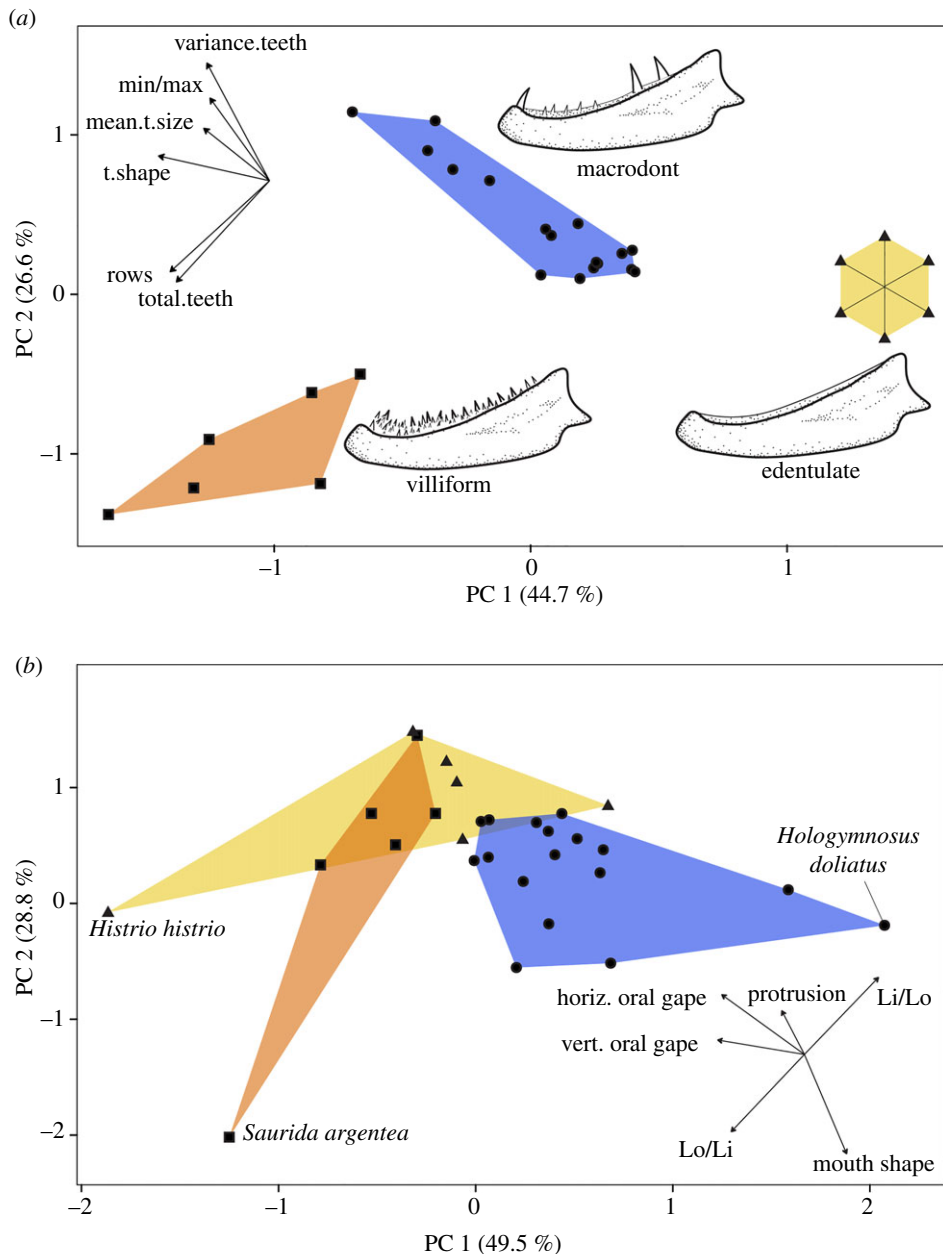 (a)
variance.teeth
min/max
mean.t.size
t.shape
rows
total.teeth
macrodont
villiform
edentulate
1
0
−1
PC 2 (26.6 %)
−1
0
1
PC 1 (44.7 %)
(b)
Hologymnosus
doliatus
Histrio histrio
Saurida argentea
horiz. oral gape
protrusion
Li/Lo
vert. oral gape
Lo/Li
mouth shape
1
0
−1
−2
PC 2 (28.8 %)
−2
−1
0
1
2
PC 1 (49.5 %)